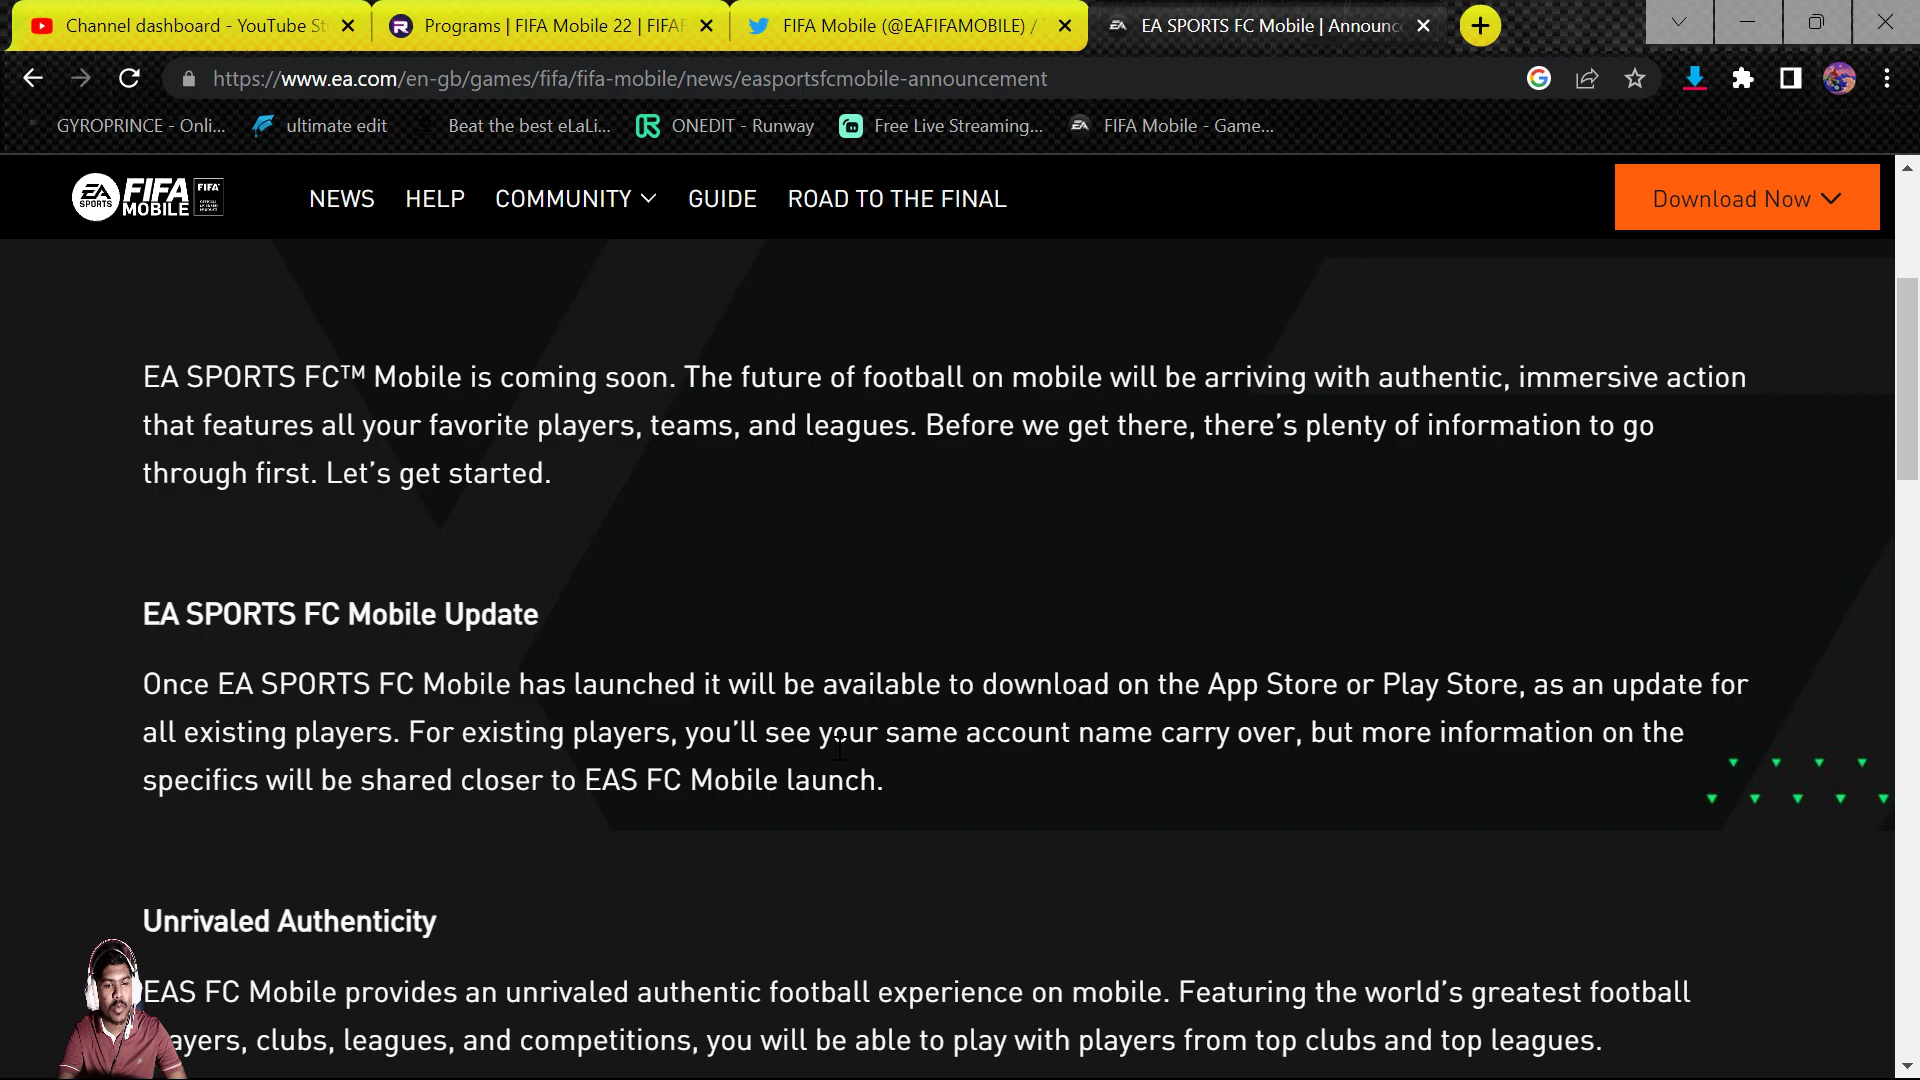 Channel dashboard - YouTube St
Programs | FIFA Mobile 22 | FIFAR
FIFA Mobile (@EAFIFAMOBILE) /
EA SPORTS FC Mobile | Announc
https://www.ea.com/en-gb/games/fifa/fifa-mobile/news/easportsfcmobile-announcement
GYROPRINCE - Onli...
ultimate edit
Beat the best eLaLi...
ONEDIT - Runway
Free Live Streaming...
FIFA Mobile - Game...
EA SPORTS FIFA MOBILE FIFA
NEWS
HELP
COMMUNITY
GUIDE
ROAD TO THE FINAL
Download Now
EA SPORTS FC™ Mobile is coming soon. The future of football on mobile will be arriving with authentic, immersive action
that features all your favorite players, teams, and leagues. Before we get there, there's plenty of information to go
through first. Let's get started.
EA SPORTS FC Mobile Update
Once EA SPORTS FC Mobile has launched it will be available to download on the App Store or Play Store, as an update for
all existing players. For existing players, you'll see your same account name carry over, but more information on the
specifics will be shared closer to EAS FC Mobile launch.
Unrivaled Authenticity
EAS FC Mobile provides an unrivaled authentic football experience on mobile. Featuring the world's greatest football
ayers, clubs, leagues, and competitions, you will be able to play with players from top clubs and top leagues.